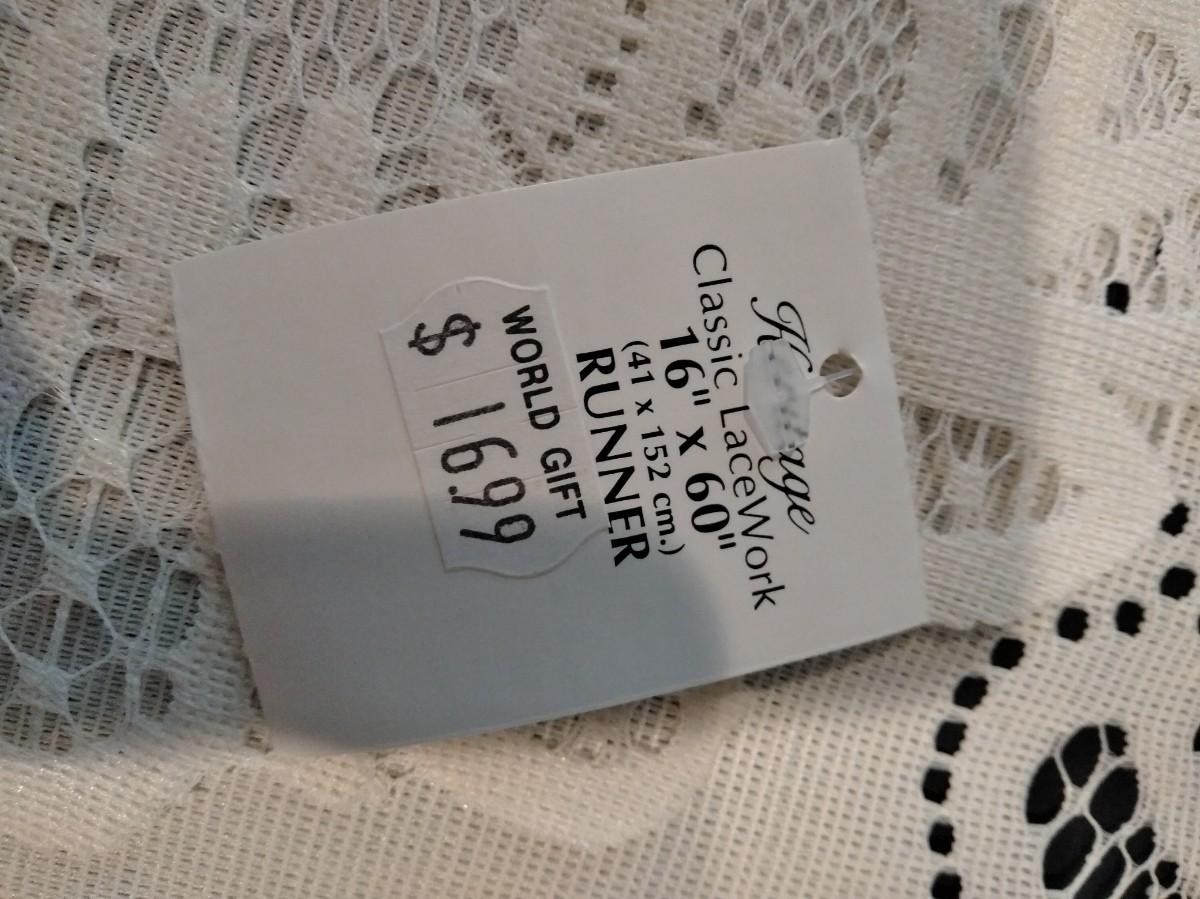 Classic LaceWork
16" x 60"
(41 x 152 cm.)
RUNNER
WORLD GIFT
$ 16.99